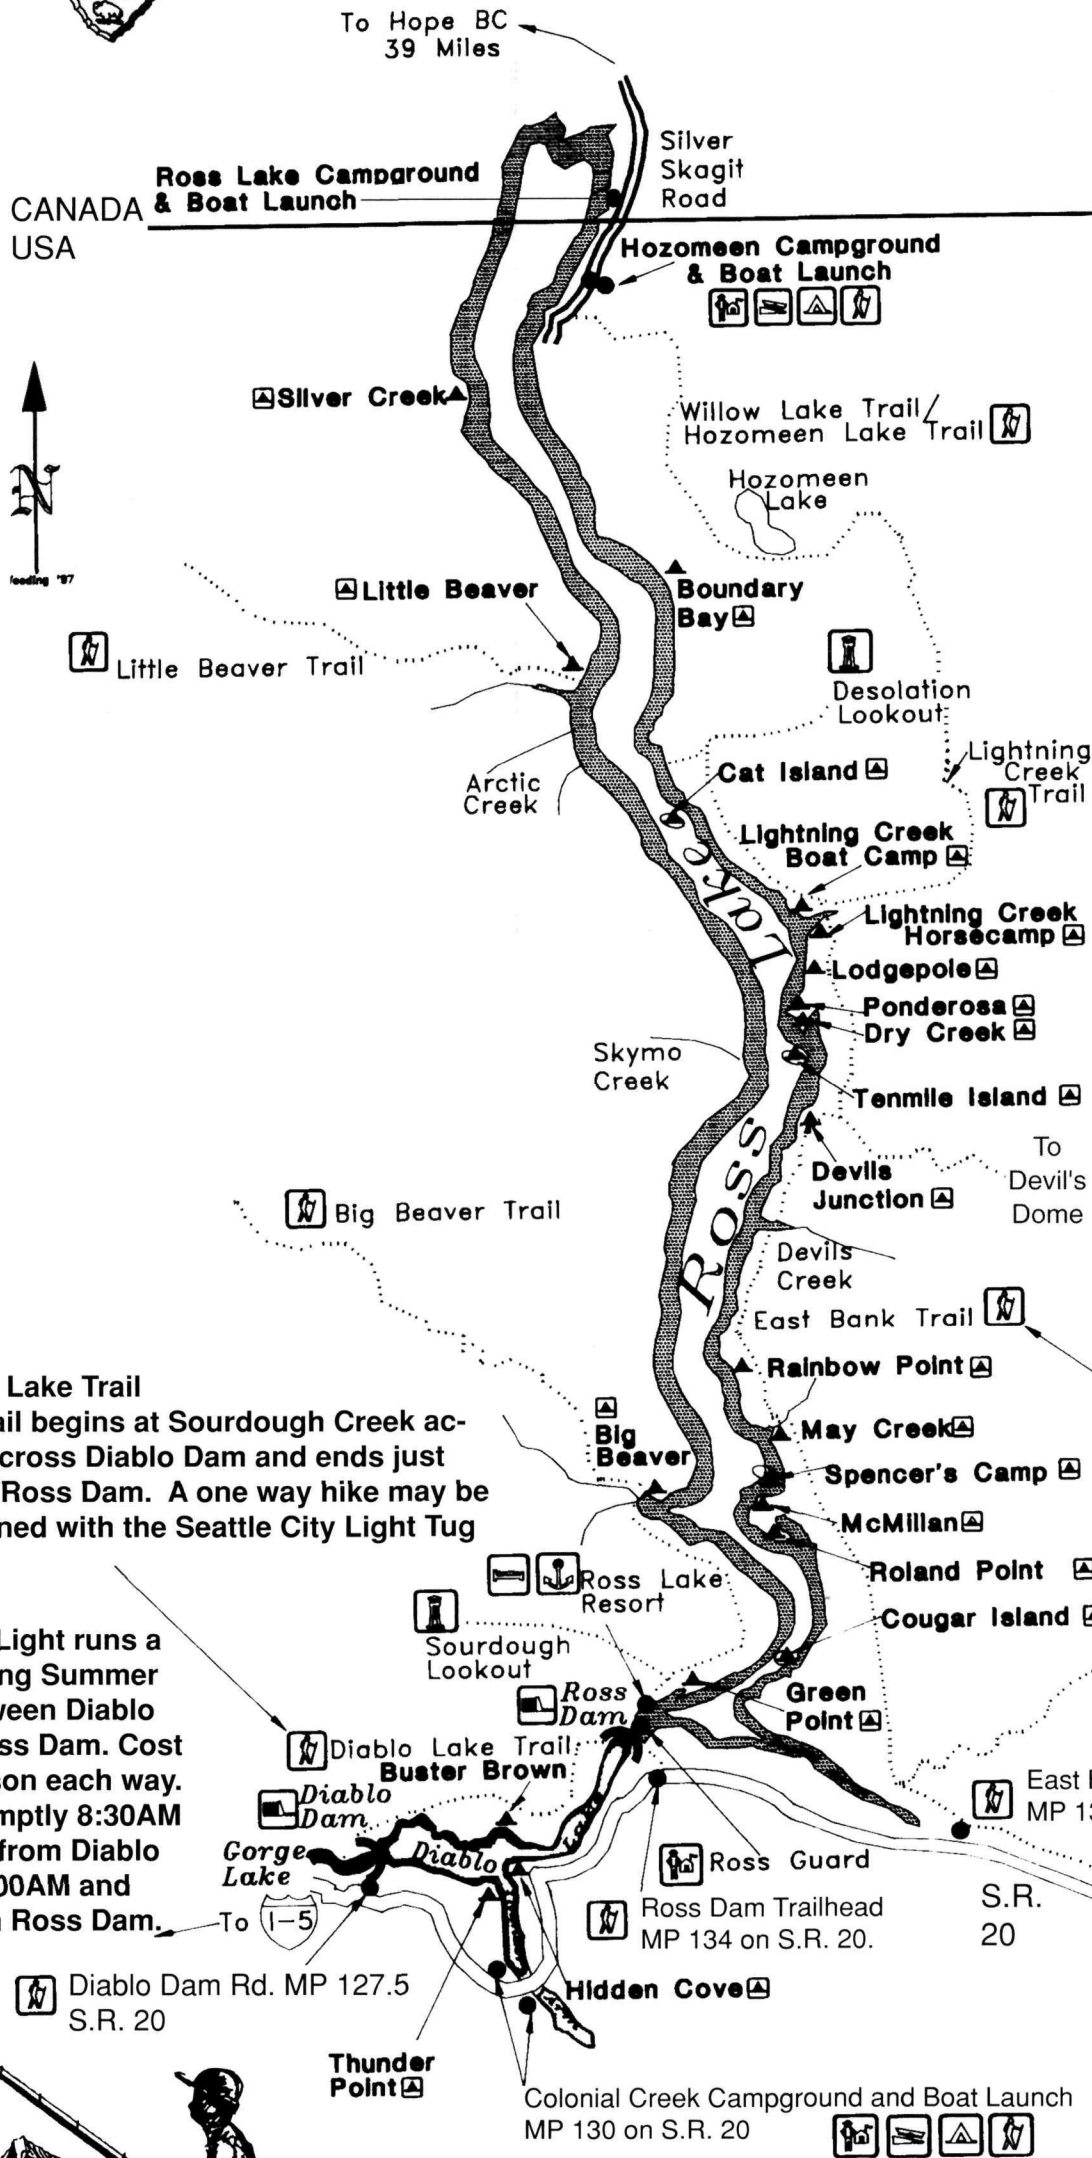 To Hope BC
39 Miles
Silver
Skagit
Road
Ross Lake Campground
& Boat Launch
CANADA
USA
Hozomeen Campground
& Boat Launch
Silver Creek
Willow Lake Trail/
Hozomeen Lake Trail
Hozomeen
Lake
N
'97
Little Beaver
Boundary
Bay
Little Beaver Trail
Desolation
Lookout
Lightning
Creek
Trail
Cat Island
Arctic
Creek
Lightning Creek
Boat Camp
Lightning Creek
Horsecamp
Lodgepole
Ponderosa
Dry Creek
Skymo
Creek
Tenmile Island
Ross Lake
To
Devil's
Dome
Devils
Junction
Big Beaver Trail
Devils
Creek
East Bank Trail
Rainbow Point
Lake Trail
ail begins at Sourdough Creek ac-
cross Diablo Dam and ends just
Ross Dam. A one way hike may be
ned with the Seattle City Light Tug
Big
Beaver
May Creek
Spencer's Camp
McMillan
Roland Point
Ross Lake
Resort
Cougar Island
Sourdough
Lookout
Light runs a
ng Summer
ween Diablo
ss Dam. Cost
son each way.
mptly 8:30AM
from Diablo
00AM and
Ross Dam.
Ross
Dam
Green
Point
Diablo Lake Trail
Buster Brown
Diablo
Dam
Gorge
Lake
Diablo Lake
East
MP 13
Ross Guard
To I-5
Ross Dam Trailhead
MP 134 on S.R. 20.
S.R.
20
Diablo Dam Rd. MP 127.5
S.R. 20
Hidden Cove
Thunder
Point
Colonial Creek Campground and Boat Launch
MP 130 on S.R. 20